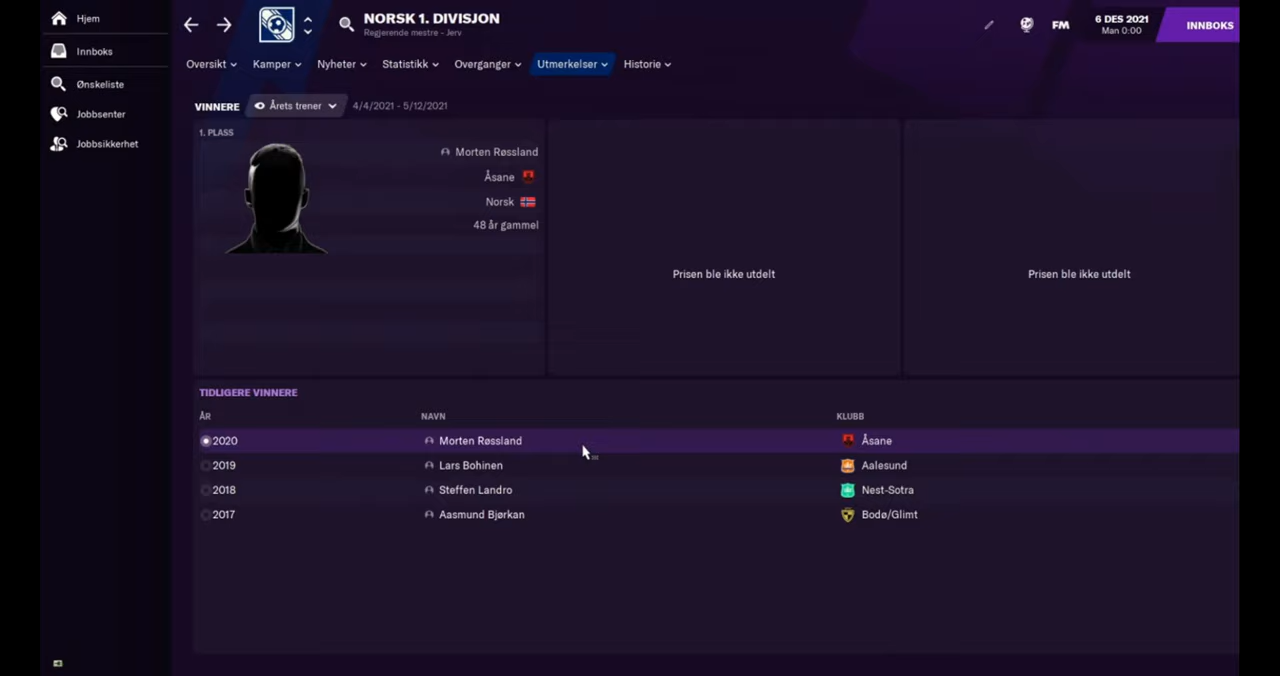 Hjem
Innboks
Ønskeliste
Jobbsenter
Jobbsikkerhet
NORSK 1. DIVISJON
Regjerende mestre - Jerv
FM
6 DES 2021
Man 0:00
INNBOKS
Oversikt Kamper Nyheter Statistikk Overganger Utmerkelser Historie
VINNERE Årets trener 4/4/2021 - 5/12/2021
1. PLASS
Morten Røssland
Åsane
Norsk
48 år gammel
Prisen ble ikke utdelt
Prisen ble ikke utdelt
TIDLIGERE VINNERE
ÅR NAVN KLUBB
2020 Morten Røssland Åsane
2019 Lars Bohinen Aalesund
2018 Steffen Landro Nest-Sotra
2017 Aasmund Bjørkan Bodø/Glimt